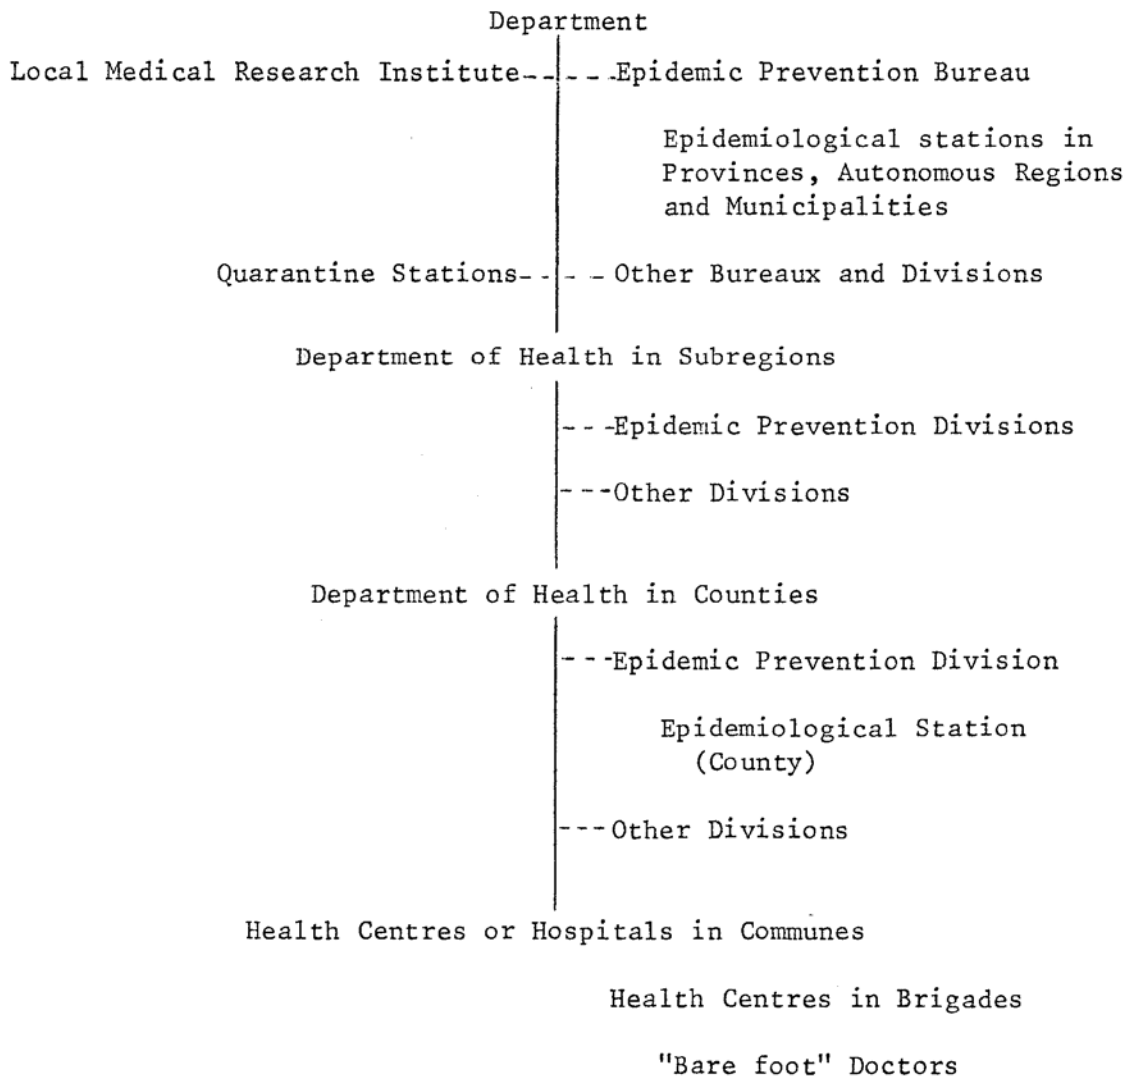 Department
Local Medical Research Institute
Epidemic Prevention Bureau
Epidemiological stations in
Provinces, Autonomous Regions
and Municipalities
Quarantine Stations
Other Bureaux and Divisions
Department of Health in Subregions
Epidemic Prevention Divisions
Other Divisions
Department of Health in Counties
Epidemic Prevention Division
Epidemiological Station
(County)
Other Divisions
Health Centres or Hospitals in Communes
Health Centres in Brigades
"Bare foot" Doctors